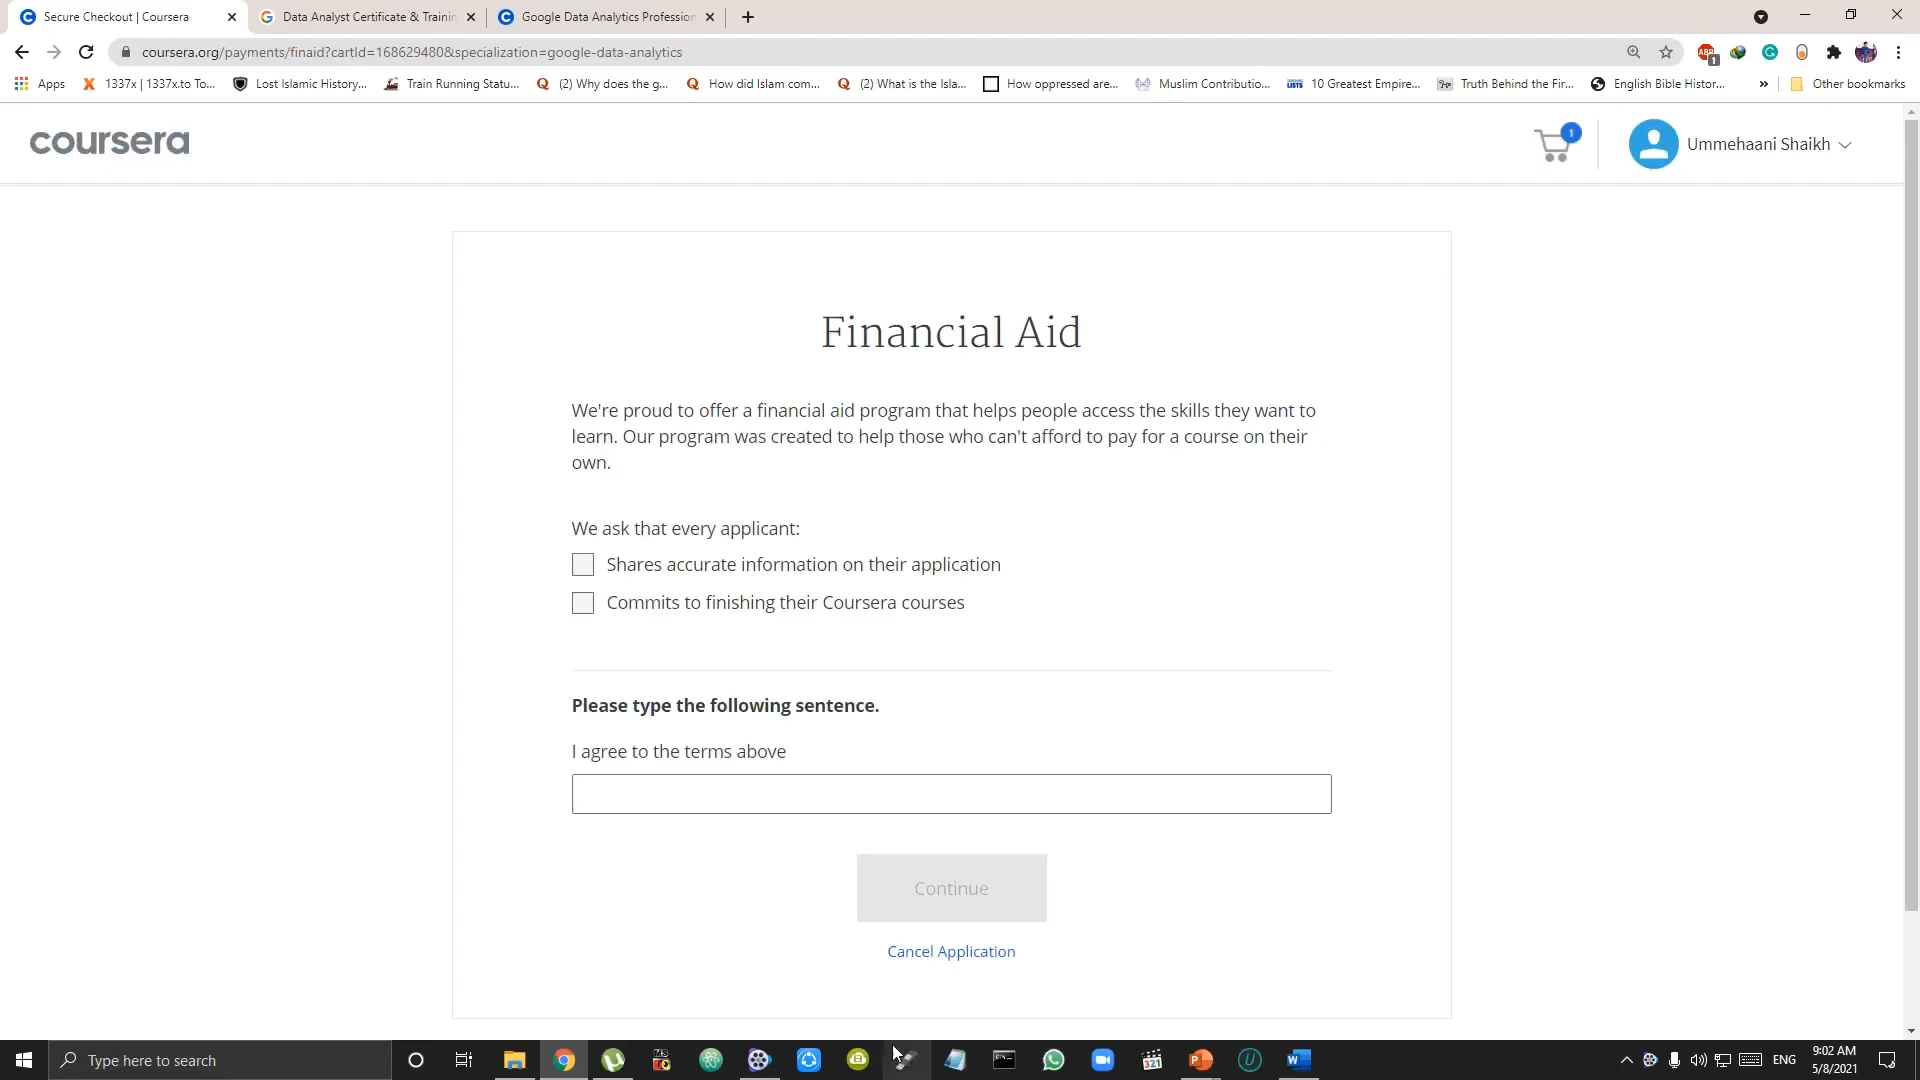 Secure Checkout | Coursera
Data Analyst Certificate & Trainin
Google Data Analytics Profession
coursera.org/payments/finaid?cartId=168629480&specialization=google-data-analytics
Apps
1337x | 1337x.to To...
Lost Islamic History...
Train Running Statu...
(2) Why does the g...
How did Islam com...
(2) What is the Isla...
How oppressed are...
Muslim Contributio...
10 Greatest Empire...
Truth Behind the Fir...
English Bible Histor...
»
Other bookmarks
coursera
1
Ummehaani Shaikh
Financial Aid
We're proud to offer a financial aid program that helps people access the skills they want to
learn. Our program was created to help those who can't afford to pay for a course on their
own.
We ask that every applicant:
Shares accurate information on their application
Commits to finishing their Coursera courses
Please type the following sentence.
I agree to the terms above
Continue
Cancel Application
Type here to search
ENG
9:02 AM
5/8/2021